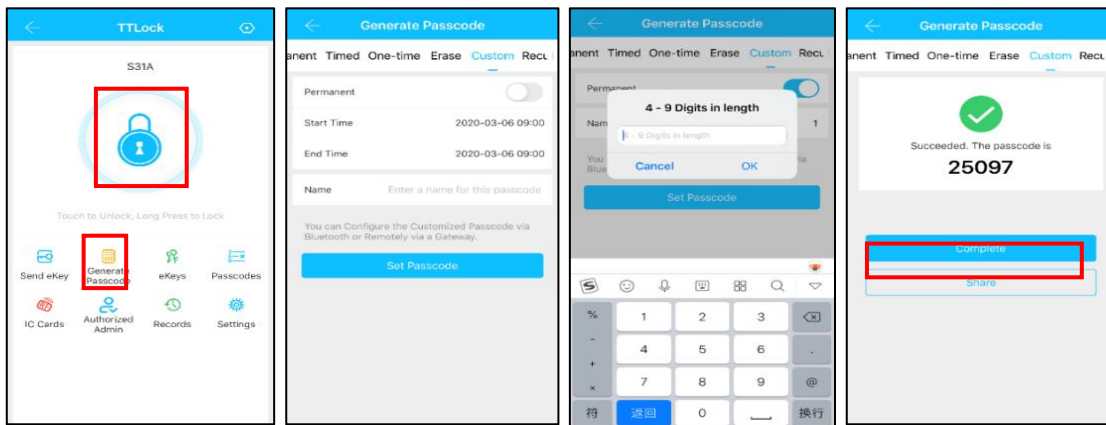 TTLock
S31A
Touch to Unlock, Long Press to Lock
Send eKey
Generate
Passcode
eKeys
Passcodes
IC Cards
Authorized
Admin
Records
Settings
Generate Passcode
anent Timed One-time Erase Custom Recu
Permanent
Start Time 2020-03-06 09:00
End Time 2020-03-06 09:00
Name Enter a name for this passcode
You can Configure the Customized Passcode via
Bluetooth or Remotely via a Gateway.
Set Passcode
Generate Passcode
anent Timed One-time Erase Custom Recu
Permanent
4 - 9 Digits in length
Nam 1
4 - 9 Digits in length
You via
Blue
Cancel OK
Set Passcode
S
% 1 2 3
- 4 5 6 .
+
× 7 8 9 @
符 返回 0 换行
Generate Passcode
anent Timed One-time Erase Custom Recu
Succeeded. The passcode is
25097
Complete
Share